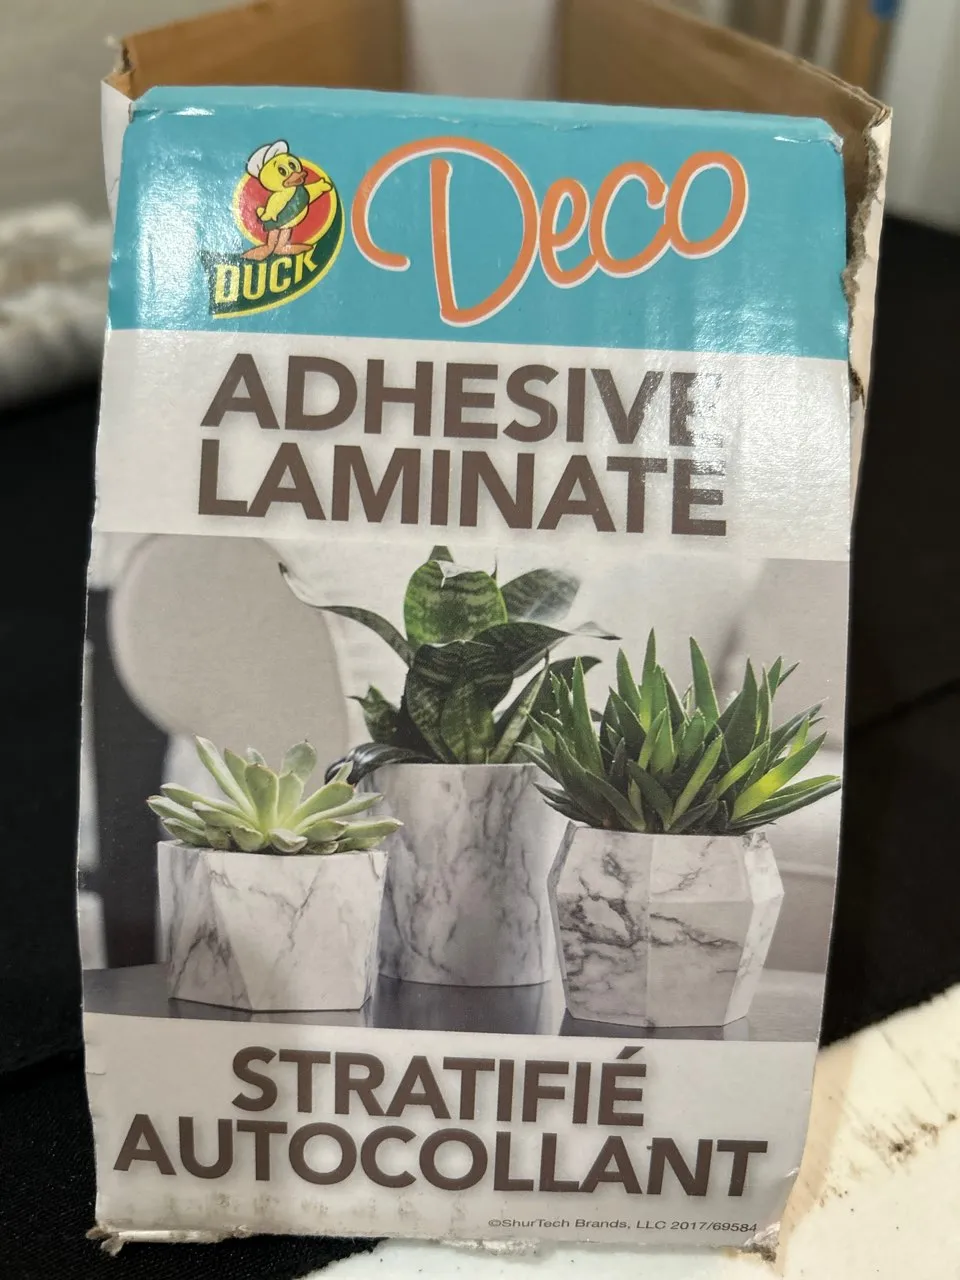 DUCK
Deco
ADHESIVE
LAMINATE
STRATIFIÉ
AUTOCOLLANT
©ShurTech Brands, LLC 2017/69584